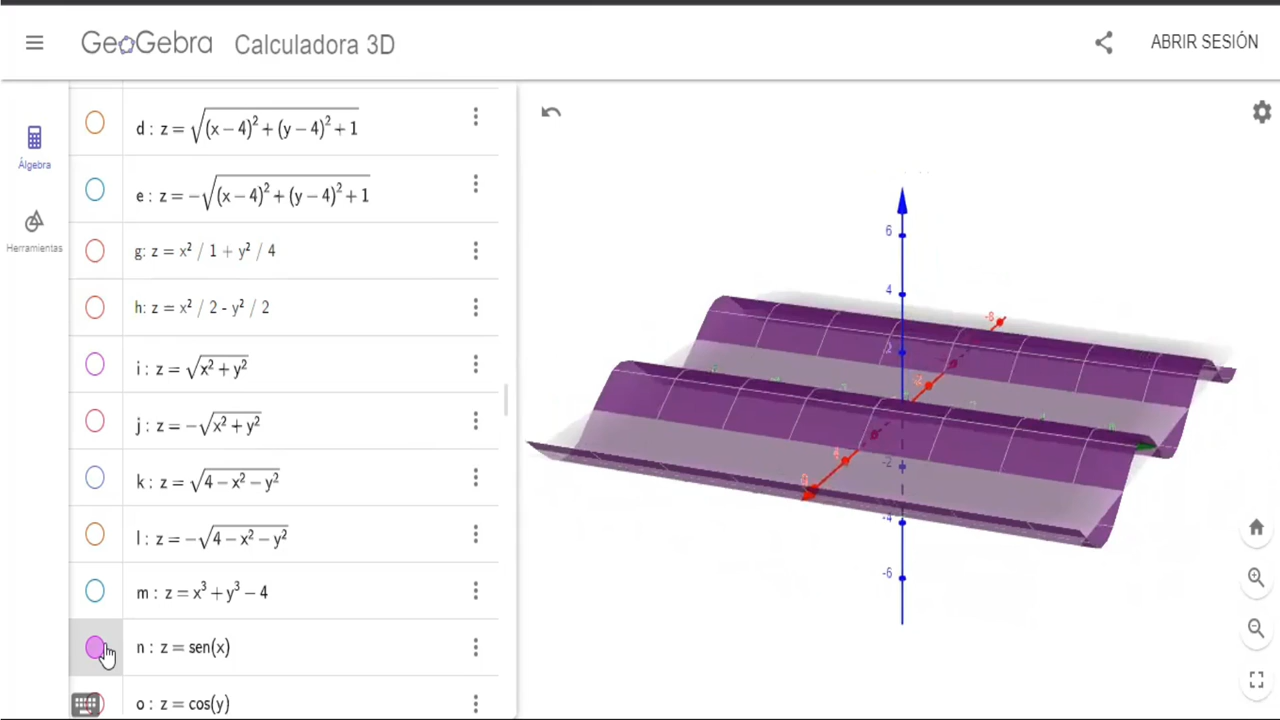 GeoGebra Calculadora 3D
ABRIR SESIÓN
Álgebra
Herramientas
d : z = √((x − 4)² + (y − 4)² + 1)
e : z = −√((x − 4)² + (y − 4)² + 1)
g: z = x² / 1 + y² / 4
h: z = x² / 2 - y² / 2
i : z = √(x² + y²)
j : z = −√(x² + y²)
k : z = √(4 − x² − y²)
l : z = −√(4 − x² − y²)
m : z = x³ + y³ − 4
n : z = sen(x)
o : z = cos(y)
6
4
2
-2
-4
-6